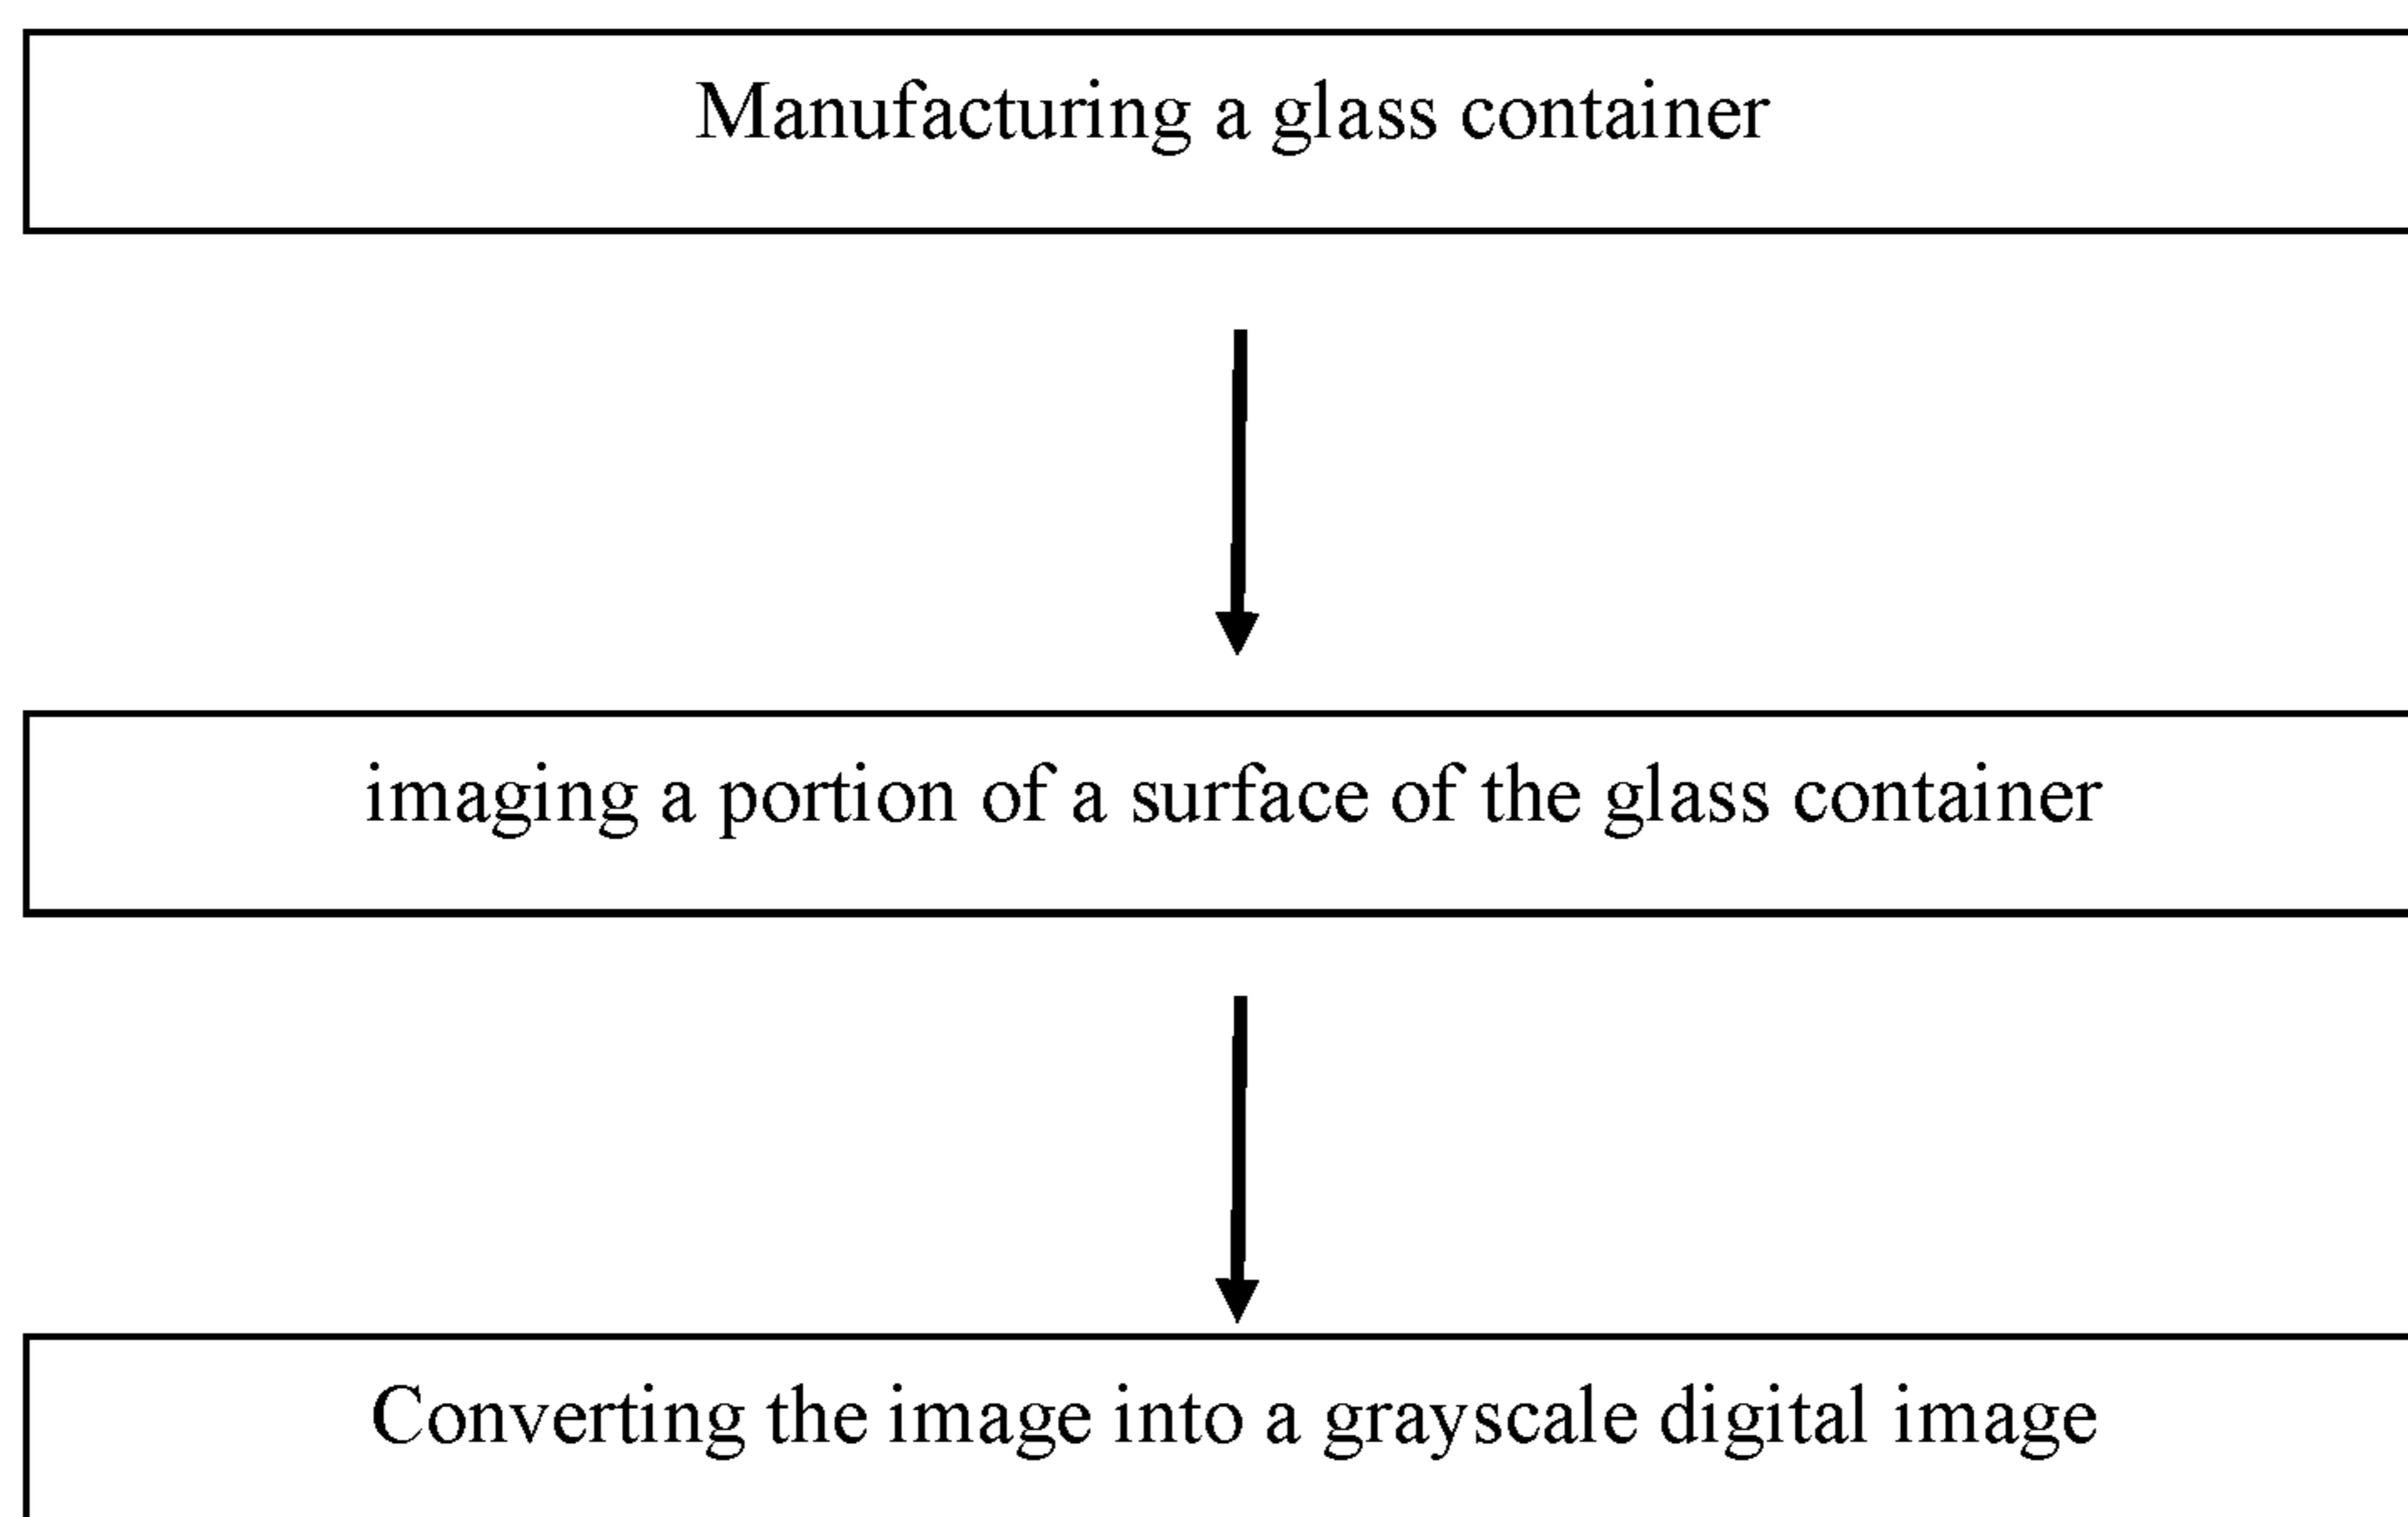 Manufacturing a glass container
imaging a portion of a surface of the glass container
Converting the image into a grayscale digital image